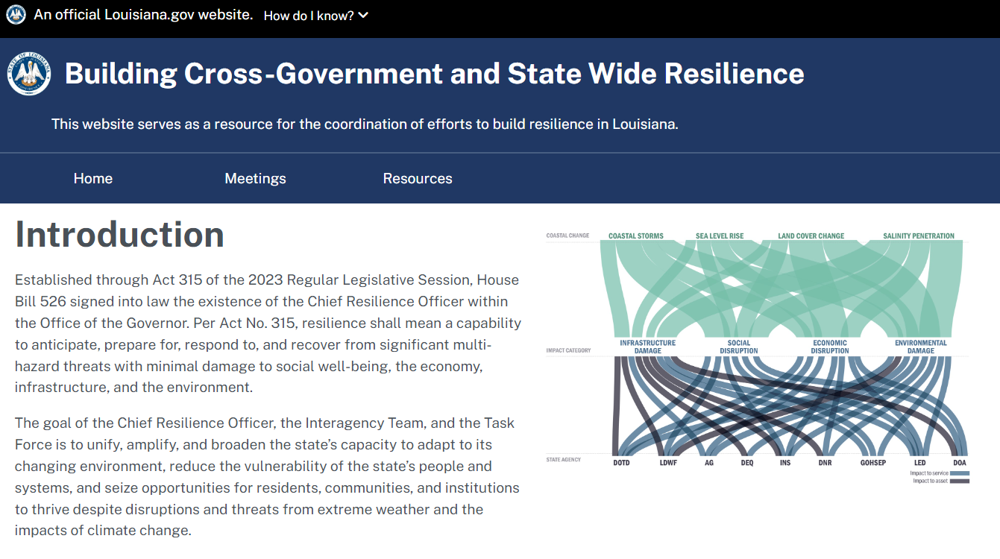 An official Louisiana.gov website. How do I know?
Building Cross-Government and State Wide Resilience
This website serves as a resource for the coordination of efforts to build resilience in Louisiana.
Home Meetings Resources
Introduction
Established through Act 315 of the 2023 Regular Legislative Session, House
Bill 526 signed into law the existence of the Chief Resilience Officer within
the Office of the Governor. Per Act No. 315, resilience shall mean a capability
to anticipate, prepare for, respond to, and recover from significant multi-
hazard threats with minimal damage to social well-being, the economy,
infrastructure, and the environment.
The goal of the Chief Resilience Officer, the Interagency Team, and the Task
Force is to unify, amplify, and broaden the state's capacity to adapt to its
changing environment, reduce the vulnerability of the state's people and
systems, and seize opportunities for residents, communities, and institutions
to thrive despite disruptions and threats from extreme weather and the
impacts of climate change.
COASTAL CHANGE COASTAL STORMS SEA LEVEL RISE LAND COVER CHANGE SALINITY PENETRATION
IMPACT CATEGORY
INFRASTRUCTURE
DAMAGE
SOCIAL
DISRUPTION
ECONOMIC
DISRUPTION
ENVIRONMENTAL
DAMAGE
STATE AGENCY DOTD LDWF AG DEQ INS DNR GOHSEP LED DOA
Impact to service
Impact to asset